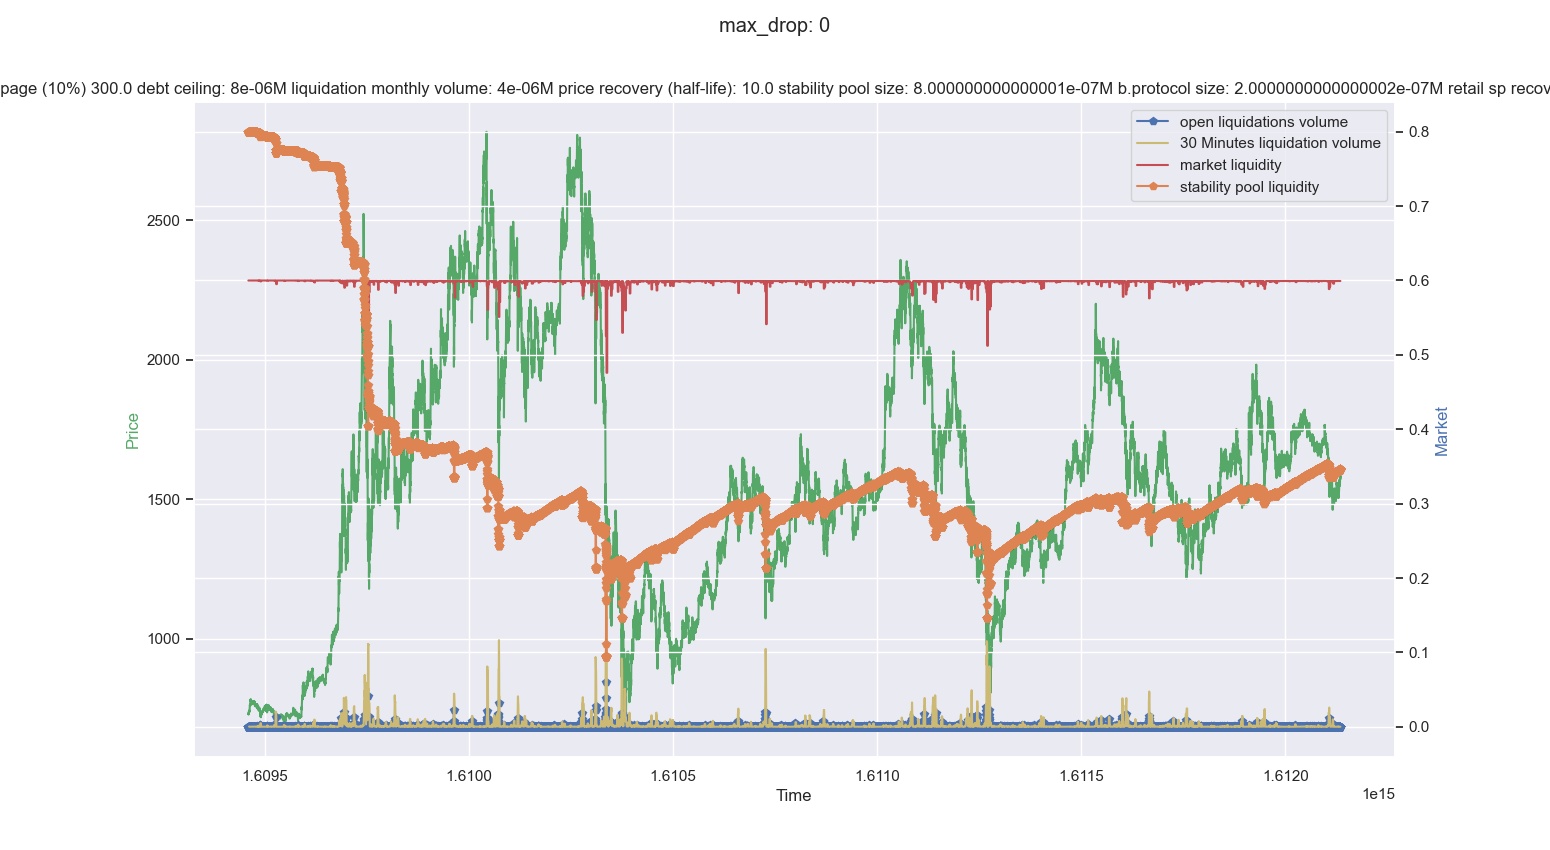 max_drop: 0
page (10%) 300.0 debt ceiling: 8e-06M liquidation monthly volume: 4e-06M price recovery (half-life): 10.0 stability pool size: 8.000000000000001e-07M b.protocol size: 2.0000000000000002e-07M retail sp recov
open liquidations volume
30 Minutes liquidation volume
market liquidity
stability pool liquidity
2500
2000
1500
1000
Price
0.8
0.7
0.6
0.5
0.4
0.3
0.2
0.1
0.0
Market
1.6095 1.6100 1.6105 1.6110 1.6115 1.6120
1e15
Time